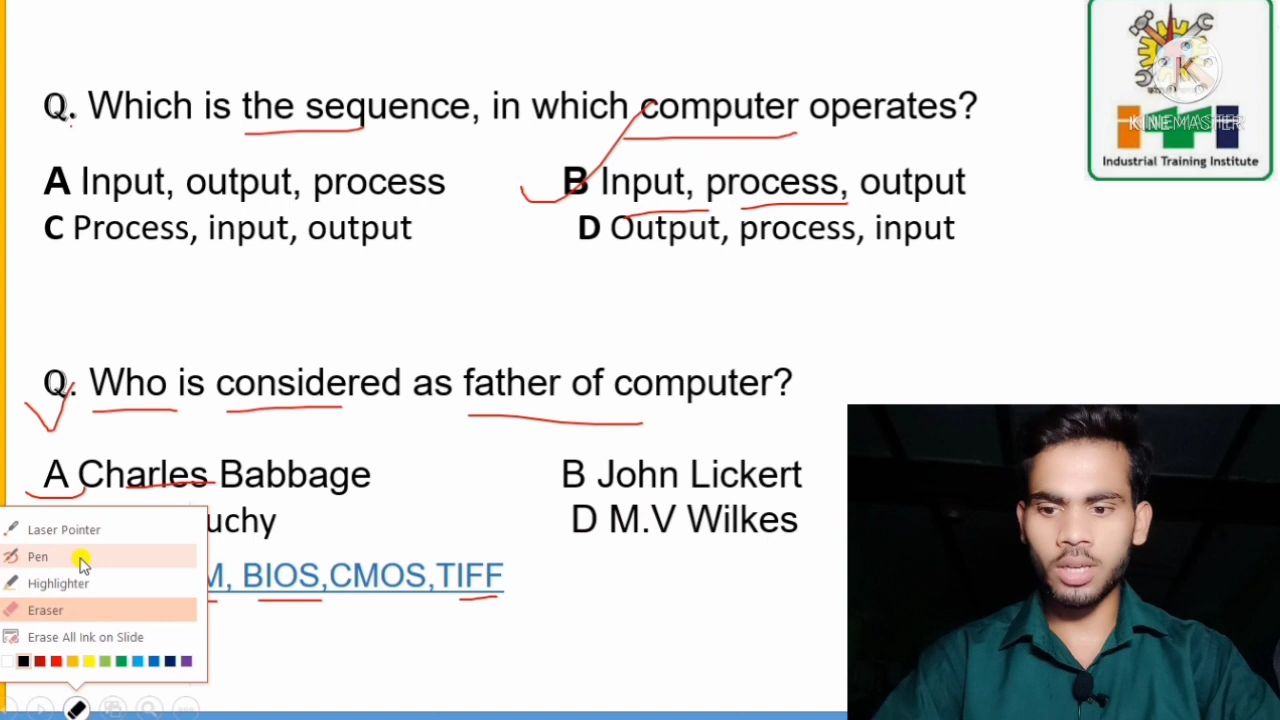 Q. Which is the sequence, in which computer operates?
A Input, output, process
B Input, process, output
C Process, input, output
D Output, process, input
KINEMASTER
Industrial Training Institute
Q. Who is considered as father of computer?
A Charles Babbage
B John Lickert
uchy
D M.V Wilkes
M, BIOS,CMOS,TIFF
Laser Pointer
Pen
Highlighter
Eraser
Erase All Ink on Slide